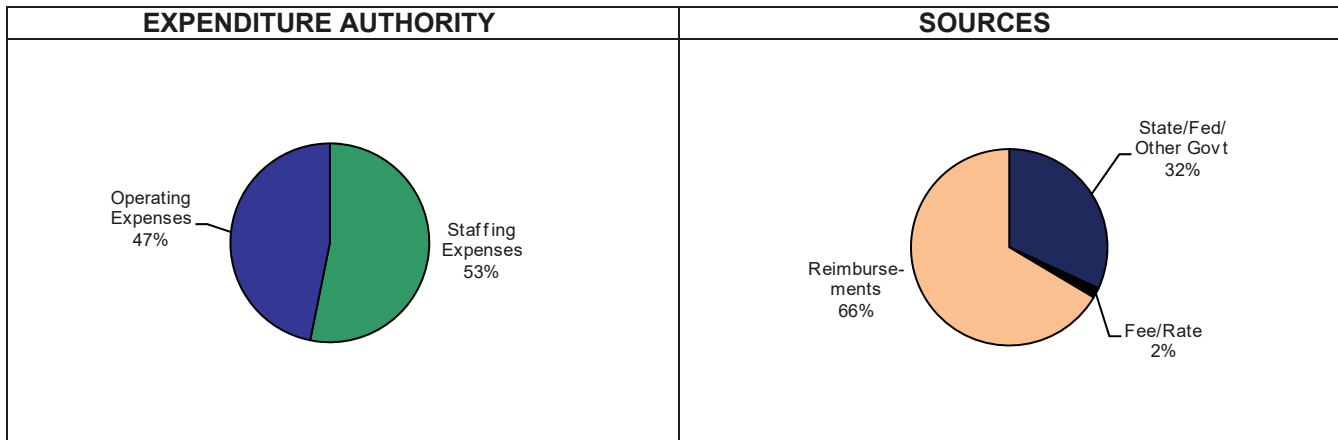 EXPENDITURE AUTHORITY
Operating
Expenses
47%
Staffing
Expenses
53%
SOURCES
State/Fed/
Other Govt
32%
Reimburse-
ments
66%
Fee/Rate
2%